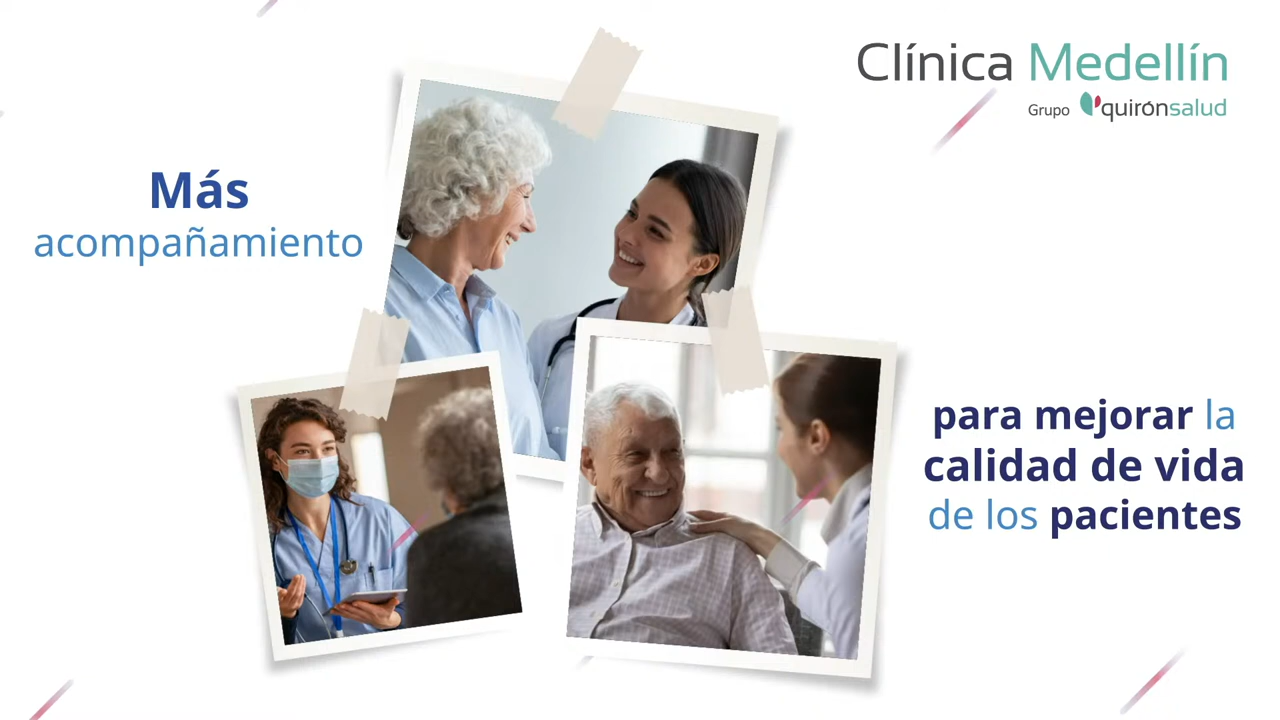 Clínica Medellín
Grupo quirónsalud
Más
acompañamiento
para mejorar la
calidad de vida
de los pacientes